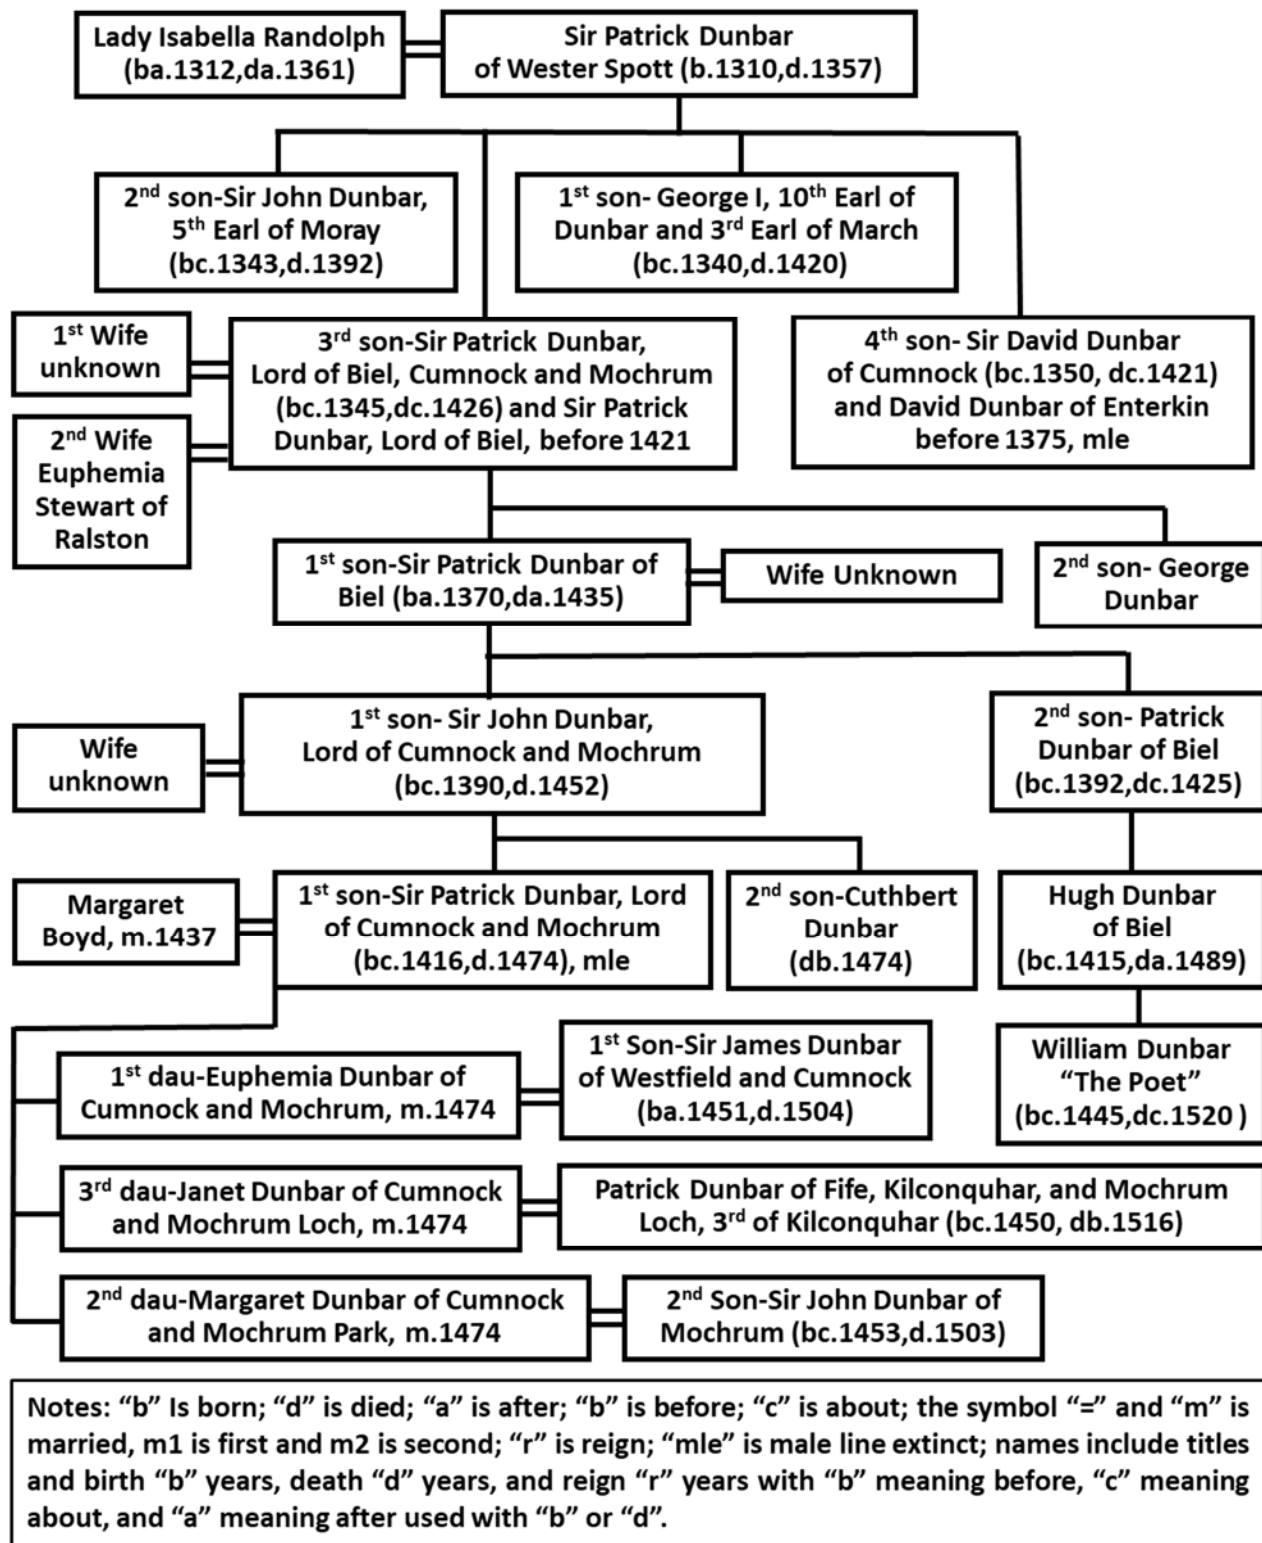 Lady Isabella Randolph
(ba.1312,da.1361)
Sir Patrick Dunbar
of Wester Spott (b.1310,d.1357)
2nd son-Sir John Dunbar,
5th Earl of Moray
(bc.1343,d.1392)
1st son- George I, 10th Earl of
Dunbar and 3rd Earl of March
(bc.1340,d.1420)
1st Wife
unknown
2nd Wife
Euphemia
Stewart of
Ralston
3rd son-Sir Patrick Dunbar,
Lord of Biel, Cumnock and Mochrum
(bc.1345,dc.1426) and Sir Patrick
Dunbar, Lord of Biel, before 1421
4th son- Sir David Dunbar
of Cumnock (bc.1350, dc.1421)
and David Dunbar of Enterkin
before 1375, mle
1st son-Sir Patrick Dunbar of
Biel (ba.1370,da.1435)
Wife Unknown
2nd son- George
Dunbar
Wife
unknown
1st son- Sir John Dunbar,
Lord of Cumnock and Mochrum
(bc.1390,d.1452)
2nd son- Patrick
Dunbar of Biel
(bc.1392,dc.1425)
Margaret
Boyd, m.1437
1st son-Sir Patrick Dunbar, Lord
of Cumnock and Mochrum
(bc.1416,d.1474), mle
2nd son-Cuthbert
Dunbar
(db.1474)
Hugh Dunbar
of Biel
(bc.1415,da.1489)
1st dau-Euphemia Dunbar of
Cumnock and Mochrum, m.1474
1st Son-Sir James Dunbar
of Westfield and Cumnock
(ba.1451,d.1504)
William Dunbar
“The Poet”
(bc.1445,dc.1520 )
3rd dau-Janet Dunbar of Cumnock
and Mochrum Loch, m.1474
Patrick Dunbar of Fife, Kilconquhar, and Mochrum
Loch, 3rd of Kilconquhar (bc.1450, db.1516)
2nd dau-Margaret Dunbar of Cumnock
and Mochrum Park, m.1474
2nd Son-Sir John Dunbar of
Mochrum (bc.1453,d.1503)
Notes: “b” Is born; “d” is died; “a” is after; “b” is before; “c” is about; the symbol “=” and “m” is
married, m1 is first and m2 is second; “r” is reign; “mle” is male line extinct; names include titles
and birth “b” years, death “d” years, and reign “r” years with “b” meaning before, “c” meaning
about, and “a” meaning after used with “b” or “d”.